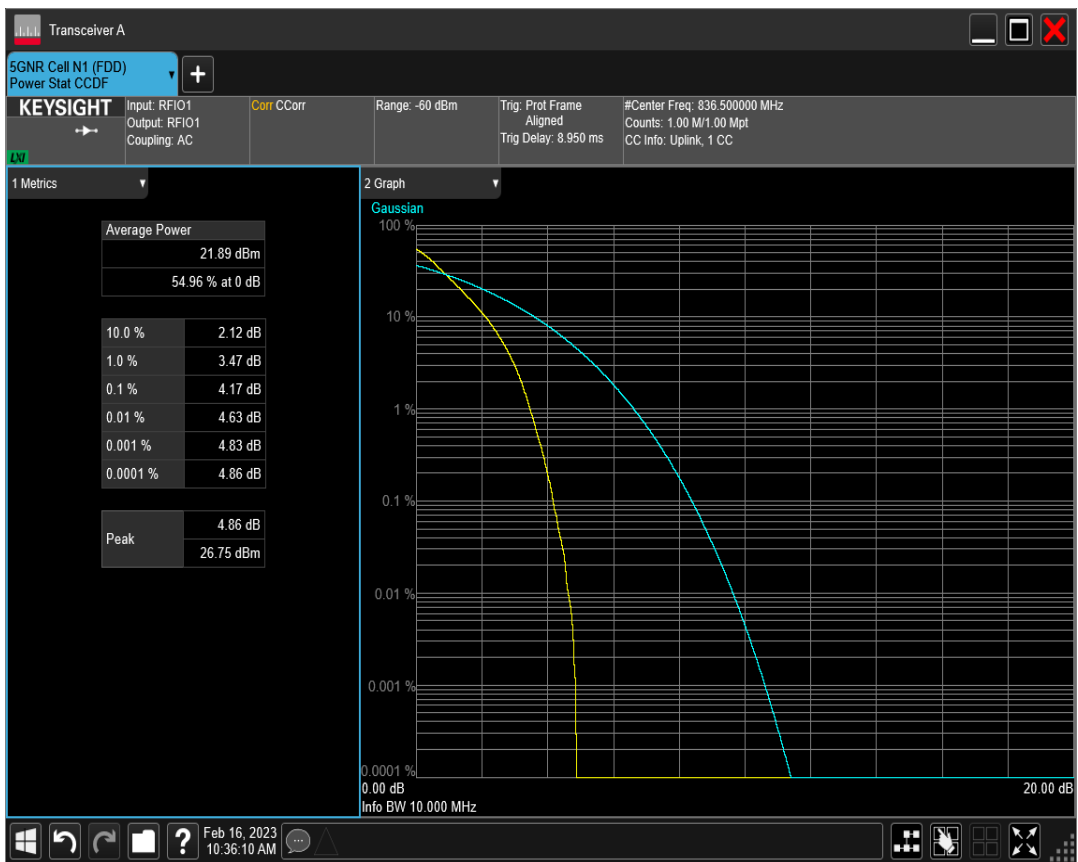 Transceiver A
5GNR Cell N1 (FDD)
Power Stat CCDF
KEYSIGHT
LXI
Input: RFIO1
Output: RFIO1
Coupling: AC
Corr CCorr
Range: -60 dBm
Trig: Prot Frame
Aligned
Trig Delay: 8.950 ms
#Center Freq: 836.500000 MHz
Counts: 1.00 M/1.00 Mpt
CC Info: Uplink, 1 CC
1 Metrics
Average Power
21.89 dBm
54.96 % at 0 dB
10.0 % 2.12 dB
1.0 % 3.47 dB
0.1 % 4.17 dB
0.01 % 4.63 dB
0.001 % 4.83 dB
0.0001 % 4.86 dB
Peak 4.86 dB
26.75 dBm
2 Graph
Gaussian
100 %
10 %
1 %
0.1 %
0.01 %
0.001 %
0.0001 %
0.00 dB 20.00 dB
Info BW 10.000 MHz
Feb 16, 2023
10:36:10 AM